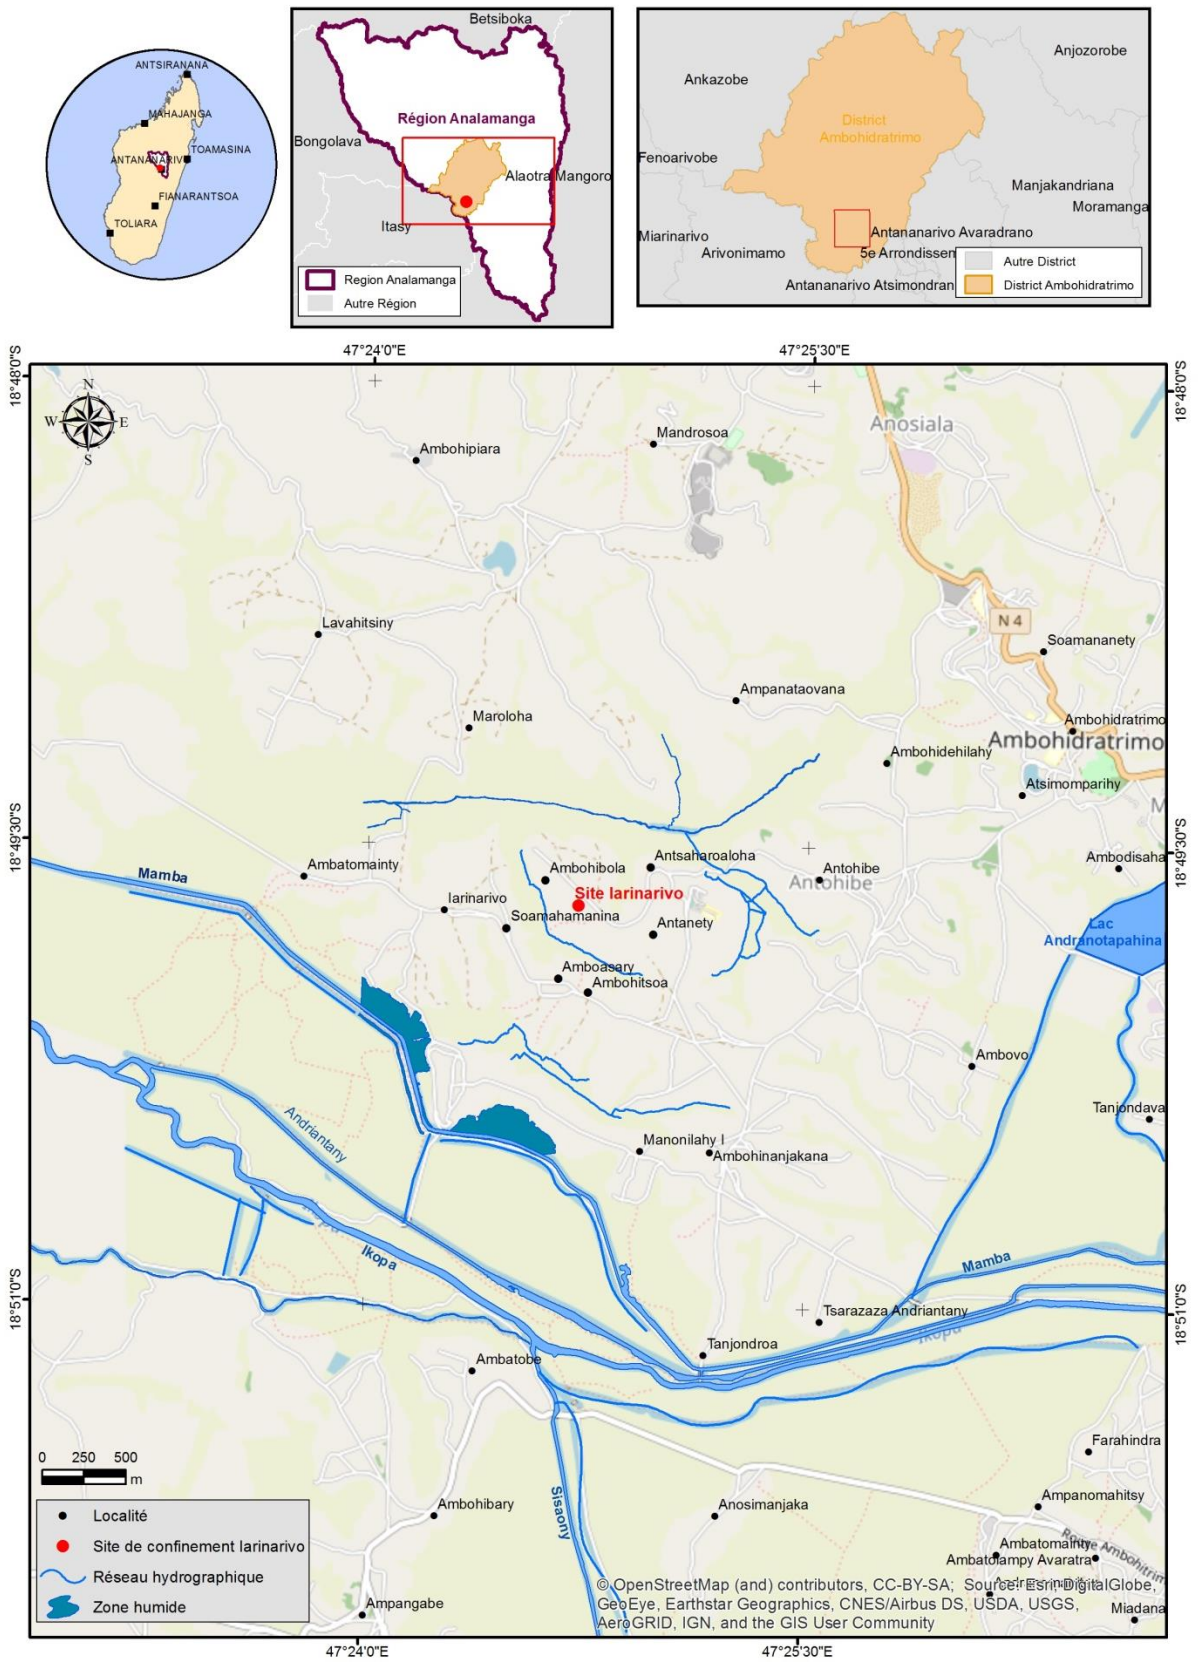 ANTSIRANANA
MAHAJANGA
ANTANANARIVO
TOAMASINA
FIANARANTSOA
TOLIARA
Betsiboka
Région Analamanga
Bongolava
Alaotra Mangoro
Itasy
Region Analamanga
Autre Région
Anjozorobe
Ankazobe
District
Ambohidratrimo
Fenoarivobe
Manjakandriana
Moramanga
Miarinarivo
Antananarivo Avaradrano
Arivonimamo
5e Arrondissem
Antananarivo Atsimondran
Autre District
District Ambohidratrimo
47°24'0"E
47°25'30"E
18°48'0"S
18°48'0"S
N
W
E
S
Anosiala
Mandrosoa
Ambohipiara
N 4
Lavahitsiny
Soamananety
Ampanataovana
Maroloha
Ambohidratrimo
Ambohidratrimo
Ambohidehilahy
Atsimomparihy
M
18°49'30"S
18°49'30"S
Ambatomainty
Mamba
Ambohibola
Antsaharoaloha
Antohibe
Antohibe
Ambodisaha
Site Iarinarivo
Iarinarivo
Soamahamanina
Antanety
Lac
Andranotapahina
Amboasary
Ambohitsoa
Ambovo
Tanjondava
Andriantany
Manonilahy I
Ambohinanjakana
Ikopa
Ikopa
Mamba
18°51'0"S
18°51'0"S
Tsarazaza Andriantany
Ikopa
Tanjondroa
Ambatobe
Sisaony
Farahindra
0 250 500
m
Ambohibary
Anosimanjaka
Ampanomahitsy
Ambatomainty
Ambatolampy Avaratra
Miadana
Ampangabe
Localité
Site de confinement Iarinarivo
Réseau hydrographique
Zone humide
© OpenStreetMap (and) contributors, CC-BY-SA; Source: Esri, DigitalGlobe,
GeoEye, Earthstar Geographics, CNES/Airbus DS, USDA, USGS,
AeroGRID, IGN, and the GIS User Community
47°24'0"E
47°25'30"E